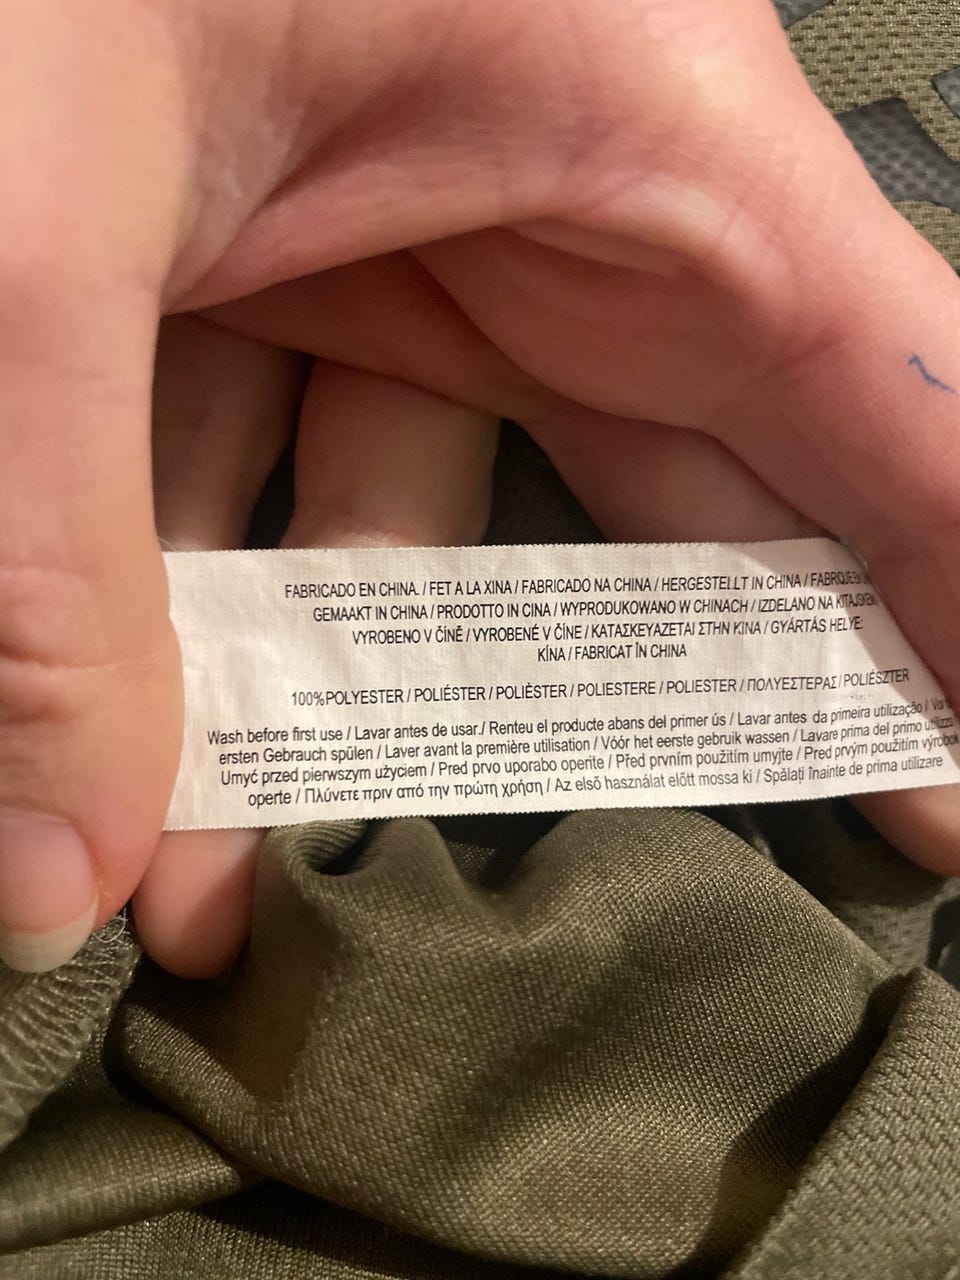 FABRICADO EN CHINA. / FET A LA XINA / FABRICADO NA CHINA / HERGESTELLT IN CHINA / FABRIQUÉ EN
GEMAAKT IN CHINA / PRODOTTO IN CINA / WYPRODUKOWANO W CHINACH / IZDELANO NA KITAJSKEM
VYROBENO V ČÍNĚ / VYROBENÉ V ČÍNE / ΚΑΤΑΣΚΕΥΑΖΕΤΑΙ ΣΤΗΝ ΚΙΝΑ / GYÁRTÁS HELYE:
KÍNA / FABRICAT ÎN CHINA
100%POLYESTER / POLIÉSTER / POLIÈSTER / POLIESTERE / POLIESTER / ΠΟΛΥΕΣΤΕΡΑΣ / POLIÉSZTER
Wash before first use / Lavar antes de usar./ Renteu el producte abans del primer ús / Lavar antes da primeira utilização / Vor
ersten Gebrauch spülen / Laver avant la première utilisation / Vóór het eerste gebruik wassen / Lavare prima del primo utilizzo
Umyć przed pierwszym użyciem / Pred prvo uporabo operite / Před prvním použitím umyjte / Pred prvým použitím výrobok
operte / Πλύνετε πριν από την πρώτη χρήση / Az első használat előtt mossa ki / Spălați înainte de prima utilizare